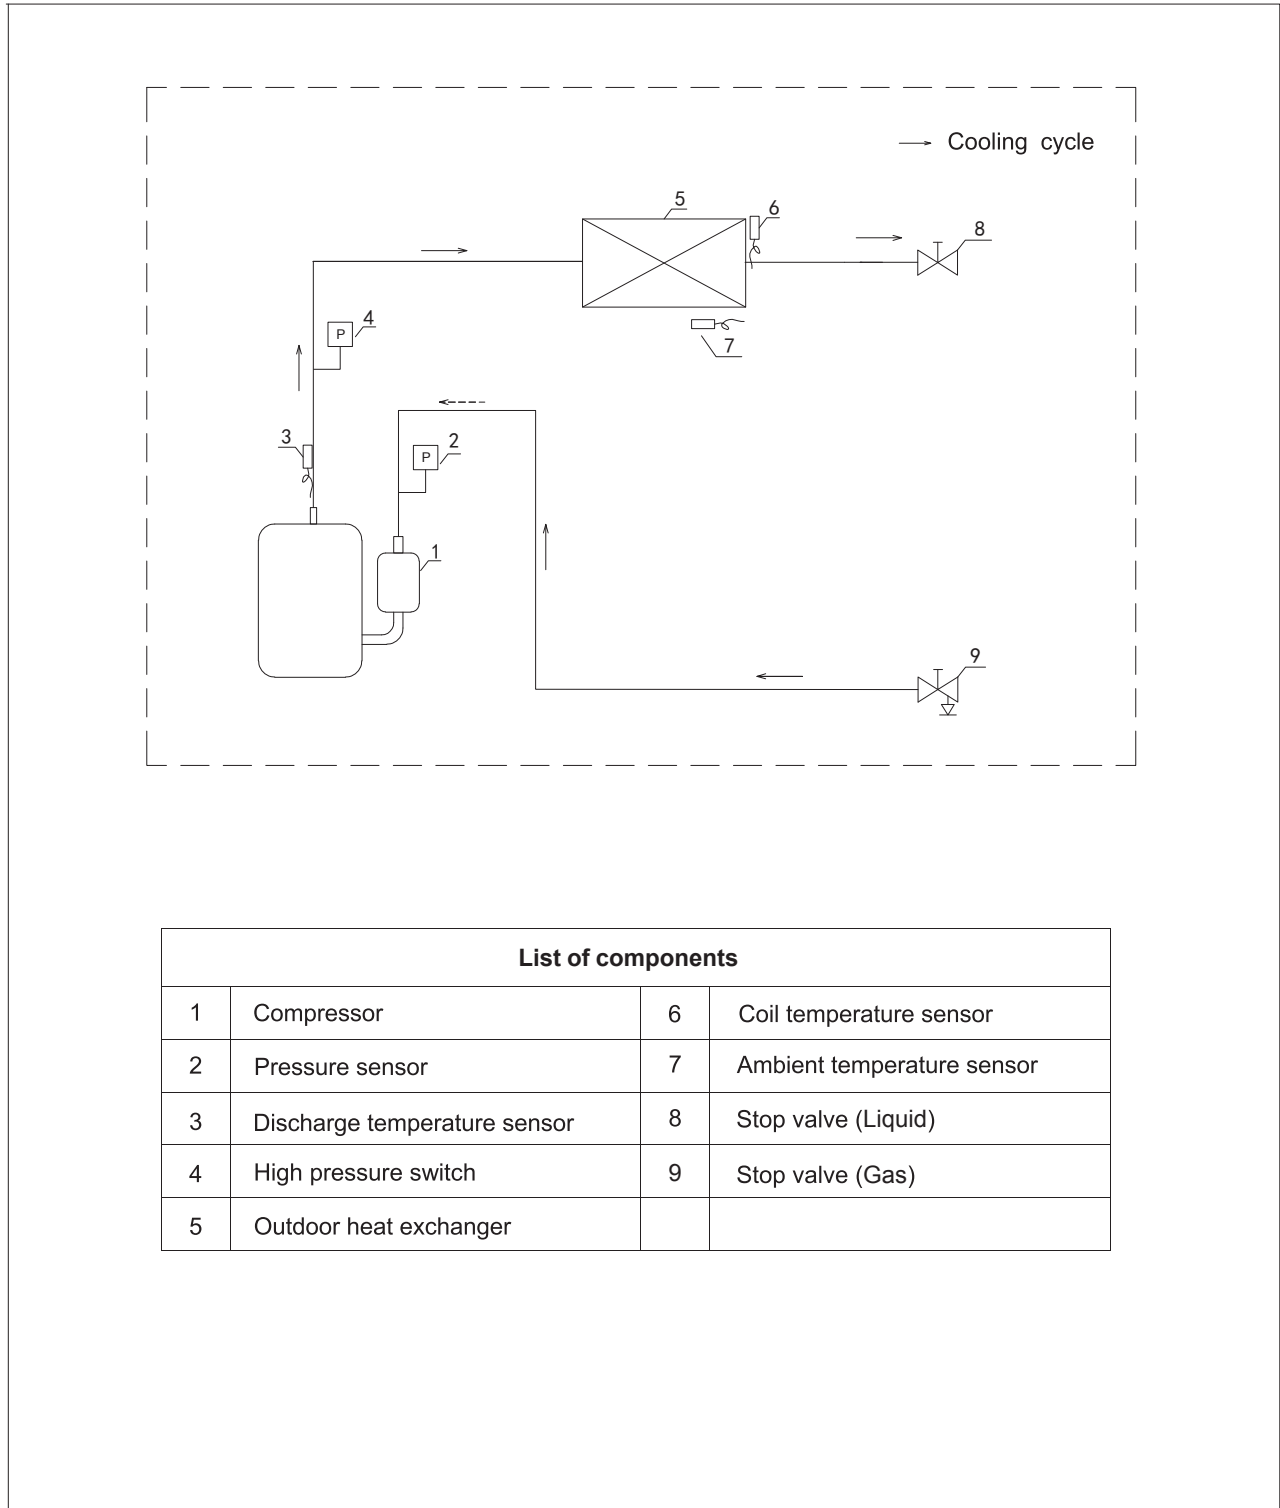 Cooling cycle
5
6
8
4
P
7
3
2
P
1
9
List of components
1 Compressor 6 Coil temperature sensor
2 Pressure sensor 7 Ambient temperature sensor
3 Discharge temperature sensor 8 Stop valve (Liquid)
4 High pressure switch 9 Stop valve (Gas)
5 Outdoor heat exchanger